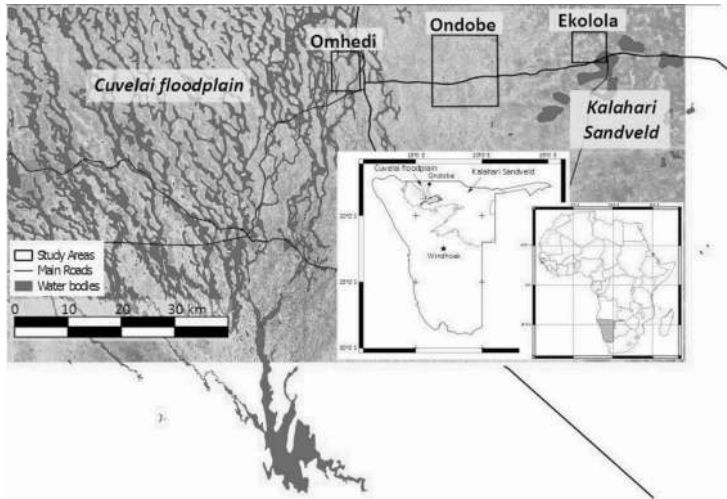 Omhedi
Ondobe
Ekolola
Cuvelai floodplain
Kalahari
Sandveld
Cuvelai floodplain
Ondobe
Kalahari Sandveld
Windhoek
Study Areas
Main Roads
Water bodies
0 10 20 30 km